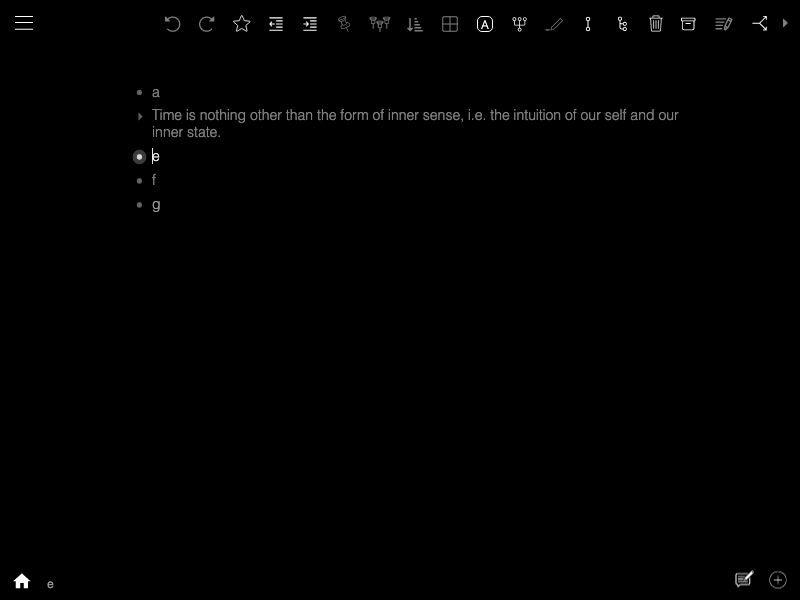 A
a
Time is nothing other than the form of inner sense, i.e. the intuition of our self and our
inner state.
e
f
g
e